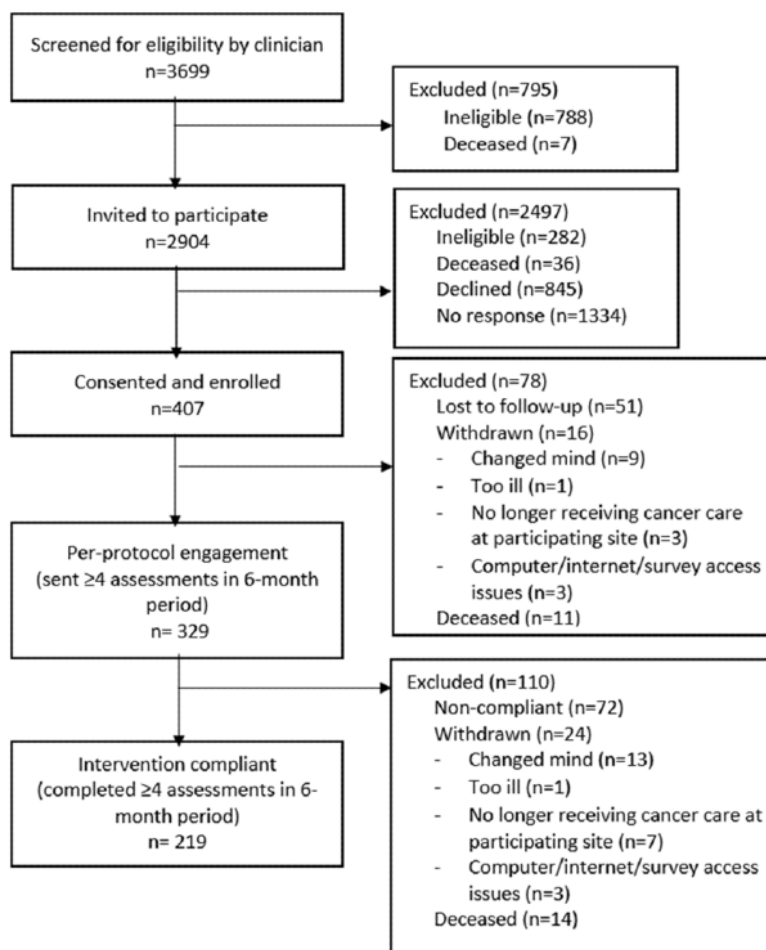 Screened for eligibility by clinician
n=3699
Excluded (n=795)
Ineligible (n=788)
Deceased (n=7)
Invited to participate
n=2904
Excluded (n=2497)
Ineligible (n=282)
Deceased (n=36)
Declined (n=845)
No response (n=1334)
Consented and enrolled
n=407
Excluded (n=78)
Lost to follow-up (n=51)
Withdrawn (n=16)
- Changed mind (n=9)
- Too ill (n=1)
- No longer receiving cancer care
at participating site (n=3)
- Computer/internet/survey access
issues (n=3)
Deceased (n=11)
Per-protocol engagement
(sent ≥4 assessments in 6-month
period)
n= 329
Excluded (n=110)
Non-compliant (n=72)
Withdrawn (n=24)
- Changed mind (n=13)
- Too ill (n=1)
- No longer receiving cancer care at
participating site (n=7)
- Computer/internet/survey access
issues (n=3)
Deceased (n=14)
Intervention compliant
(completed ≥4 assessments in 6-
month period)
n= 219